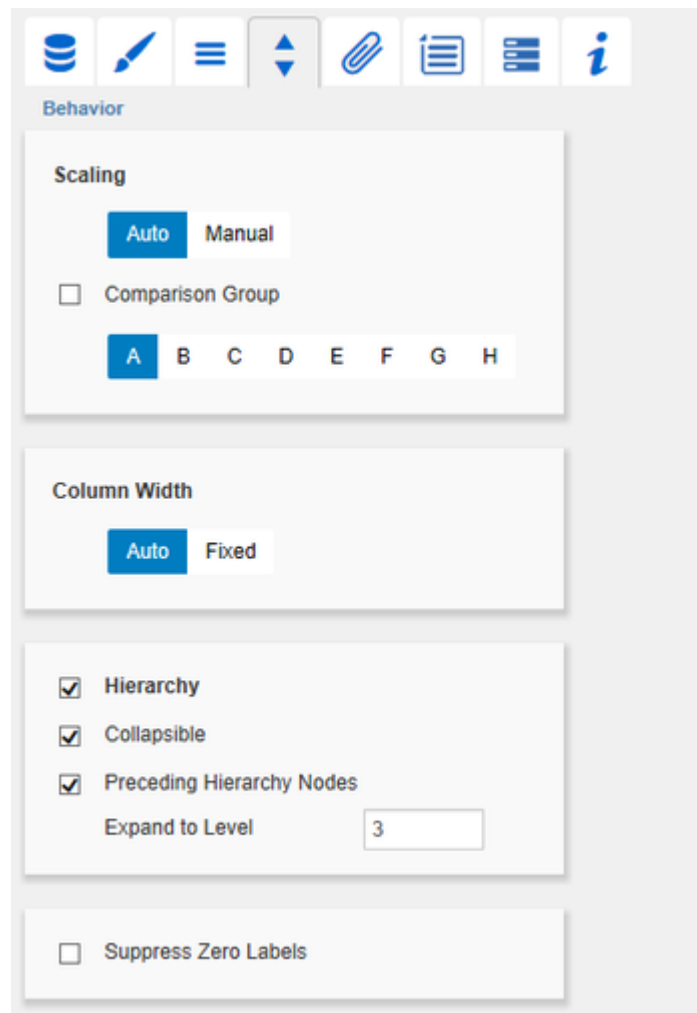 Behavior
Scaling
Auto Manual
Comparison Group
A B C D E F G H
Column Width
Auto Fixed
Hierarchy
Collapsible
Preceding Hierarchy Nodes
Expand to Level 3
Suppress Zero Labels